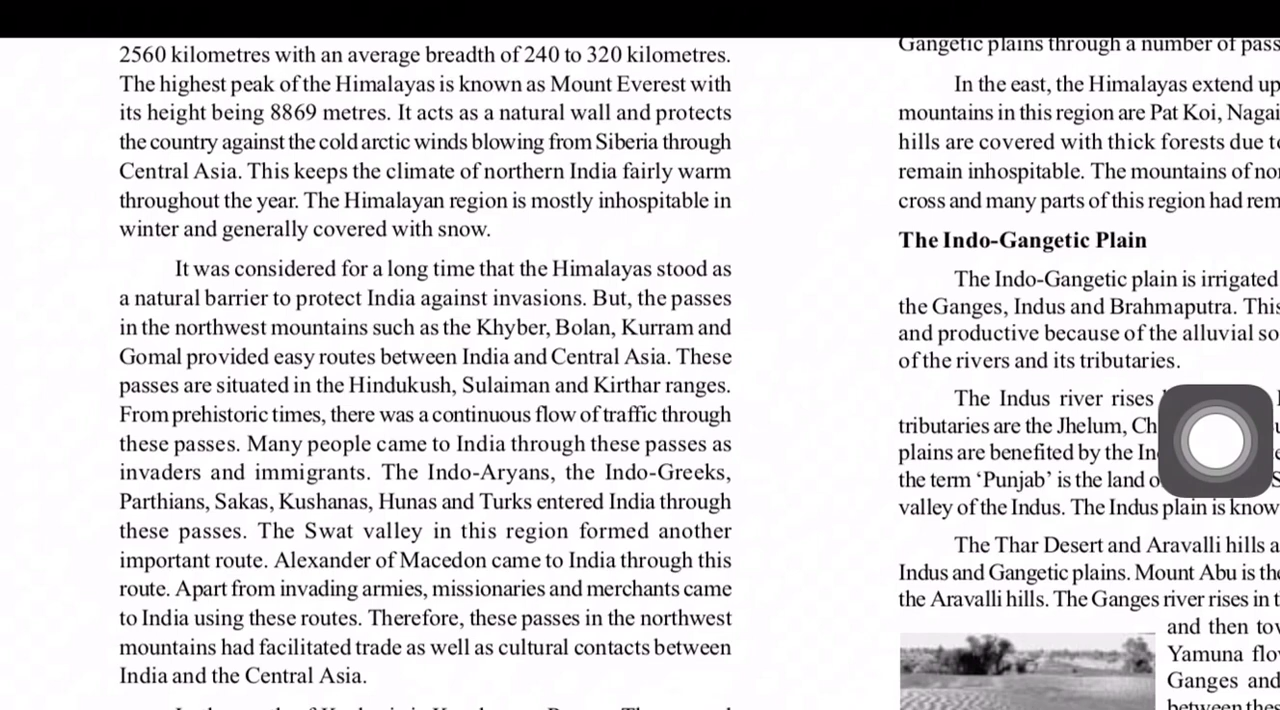 2560 kilometres with an average breadth of 240 to 320 kilometres.
The highest peak of the Himalayas is known as Mount Everest with
its height being 8869 metres. It acts as a natural wall and protects
the country against the cold arctic winds blowing from Siberia through
Central Asia. This keeps the climate of northern India fairly warm
throughout the year. The Himalayan region is mostly inhospitable in
winter and generally covered with snow.
It was considered for a long time that the Himalayas stood as
a natural barrier to protect India against invasions. But, the passes
in the northwest mountains such as the Khyber, Bolan, Kurram and
Gomal provided easy routes between India and Central Asia. These
passes are situated in the Hindukush, Sulaiman and Kirthar ranges.
From prehistoric times, there was a continuous flow of traffic through
these passes. Many people came to India through these passes as
invaders and immigrants. The Indo-Aryans, the Indo-Greeks,
Parthians, Sakas, Kushanas, Hunas and Turks entered India through
these passes. The Swat valley in this region formed another
important route. Alexander of Macedon came to India through this
route. Apart from invading armies, missionaries and merchants came
to India using these routes. Therefore, these passes in the northwest
mountains had facilitated trade as well as cultural contacts between
India and the Central Asia.
Gangetic plains through a number of pass
In the east, the Himalayas extend up
mountains in this region are Pat Koi, Nagai
hills are covered with thick forests due to
remain inhospitable. The mountains of
cross and many parts of this region had
The Indo-Gangetic Plain
The Indo-Gangetic plain is irrigated
the Ganges, Indus and Brahmaputra. This
and productive because of the alluvial
of the rivers and its tributaries.
The Indus river rises
tributaries are the Jhelum,
plains are benefited by the
the term ‘Punjab’ is the land
valley of the Indus. The Indus plain is know
The Thar Desert and Aravalli hills
Indus and Gangetic plains. Mount Abu is the
the Aravalli hills. The Ganges river rises in
and then
Yamuna
Ganges and
between